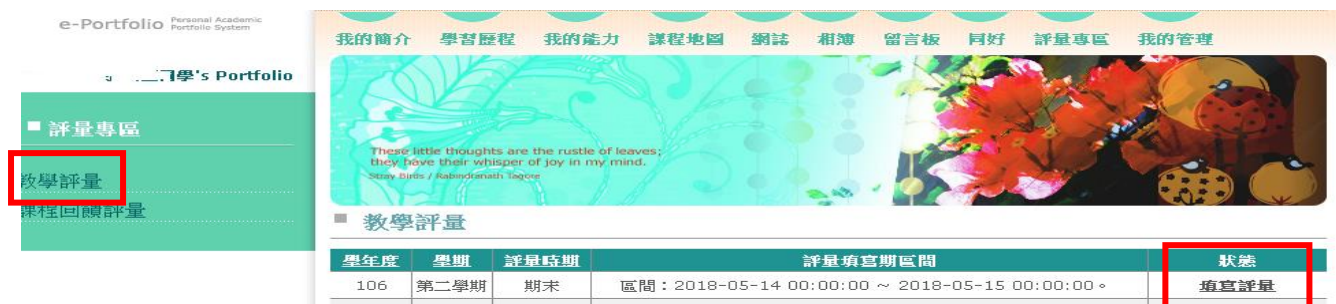 e-Portfolio Personal Academic Portfolio System
我的簡介 學習歷程 我的能力 課程地圖 網誌 相簿 留言板 同好 評量專區 我的管理
學's Portfolio
評量專區
These little thoughts are the rustle of leaves;
they have their whisper of joy in my mind.
Stray Birds / Rabindranath Tagore
教學評量
課程回饋評量
教學評量
學年度 學期 評量時期 評量填寫期區間 狀態
106 第二學期 期末 區間：2018-05-14 00:00:00 ~ 2018-05-15 00:00:00。 填寫評量